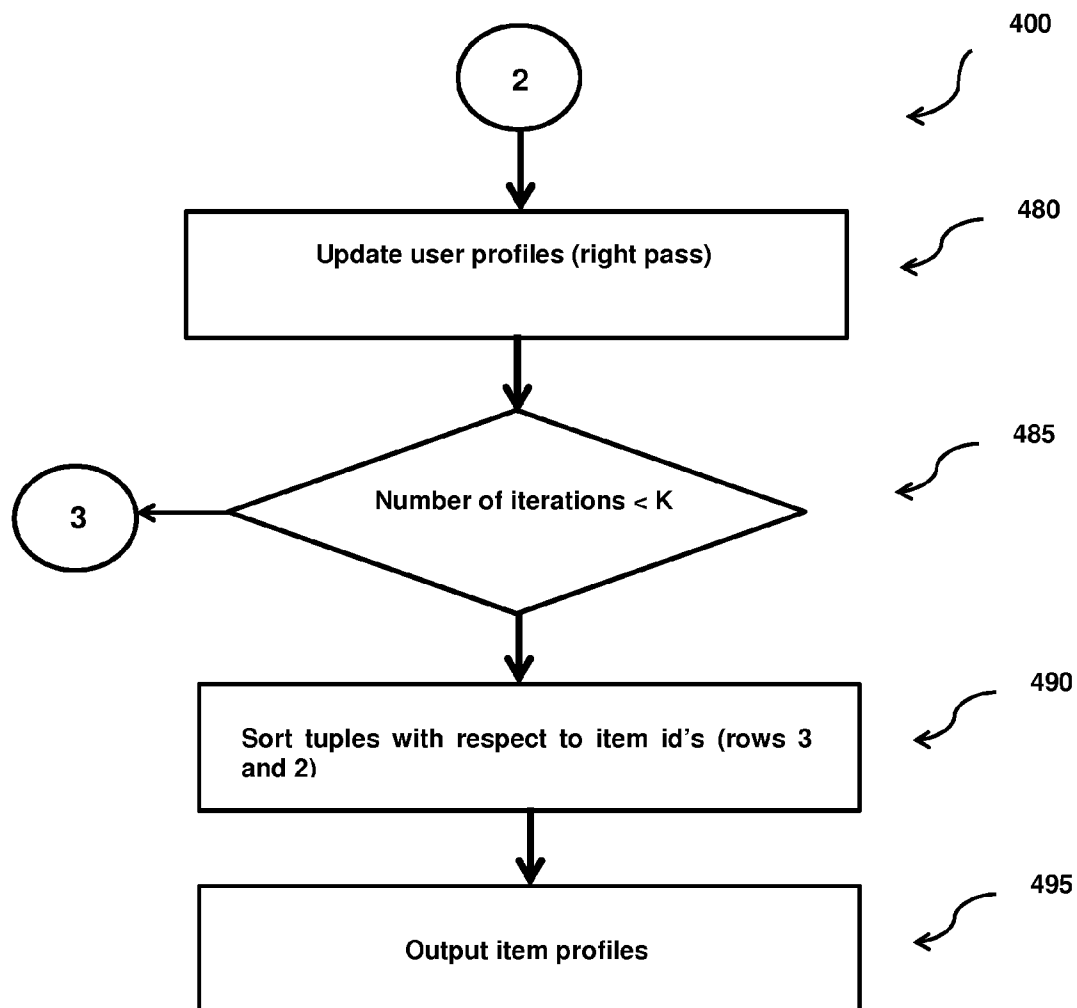 400
2
480
Update user profiles (right pass)
485
Number of iterations < K
3
490
Sort tuples with respect to item id's (rows 3
and 2)
495
Output item profiles